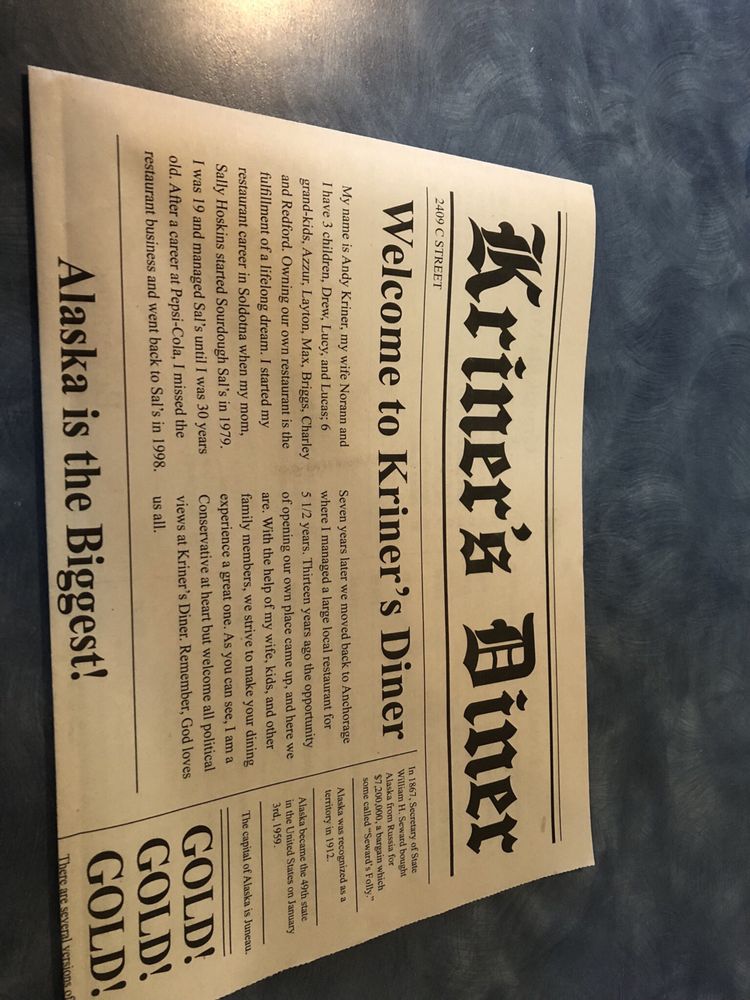 Kriner's Diner
2409 C STREET
Welcome to Kriner's Diner
My name is Andy Kriner, my wife Norann and
I have 3 children, Drew, Lucy, and Lucas; 6
grand-kids, Azzur, Layton, Max, Briggs, Charley
and Redford. Owning our own restaurant is the
fulfillment of a lifelong dream. I started my
restaurant career in Soldotna when my mom,
Sally Hoskins started Sourdough Sal's in 1979.
I was 19 and managed Sal's until I was 30 years
old. After a career at Pepsi-Cola, I missed the
restaurant business and went back to Sal's in 1998.
Seven years later we moved back to Anchorage
where I managed a large local restaurant for
5 1/2 years. Thirteen years ago the opportunity
of opening our own place came up, and here we
are. With the help of my wife, kids, and other
family members, we strive to make your dining
experience a great one. As you can see, I am a
Conservative at heart but welcome all political
views at Kriner's Diner. Remember, God loves
us all.
In 1867, Secretary of State
William H. Seward bought
Alaska from Russia for
$7,200,000, a bargain which
some called "Seward's Folly."
Alaska was recognized as a
territory in 1912.
Alaska became the 49th state
in the United States on January
3rd, 1959.
The capital of Alaska is Juneau.
Alaska is the Biggest!
GOLD!
GOLD!
GOLD!
There are several versions of